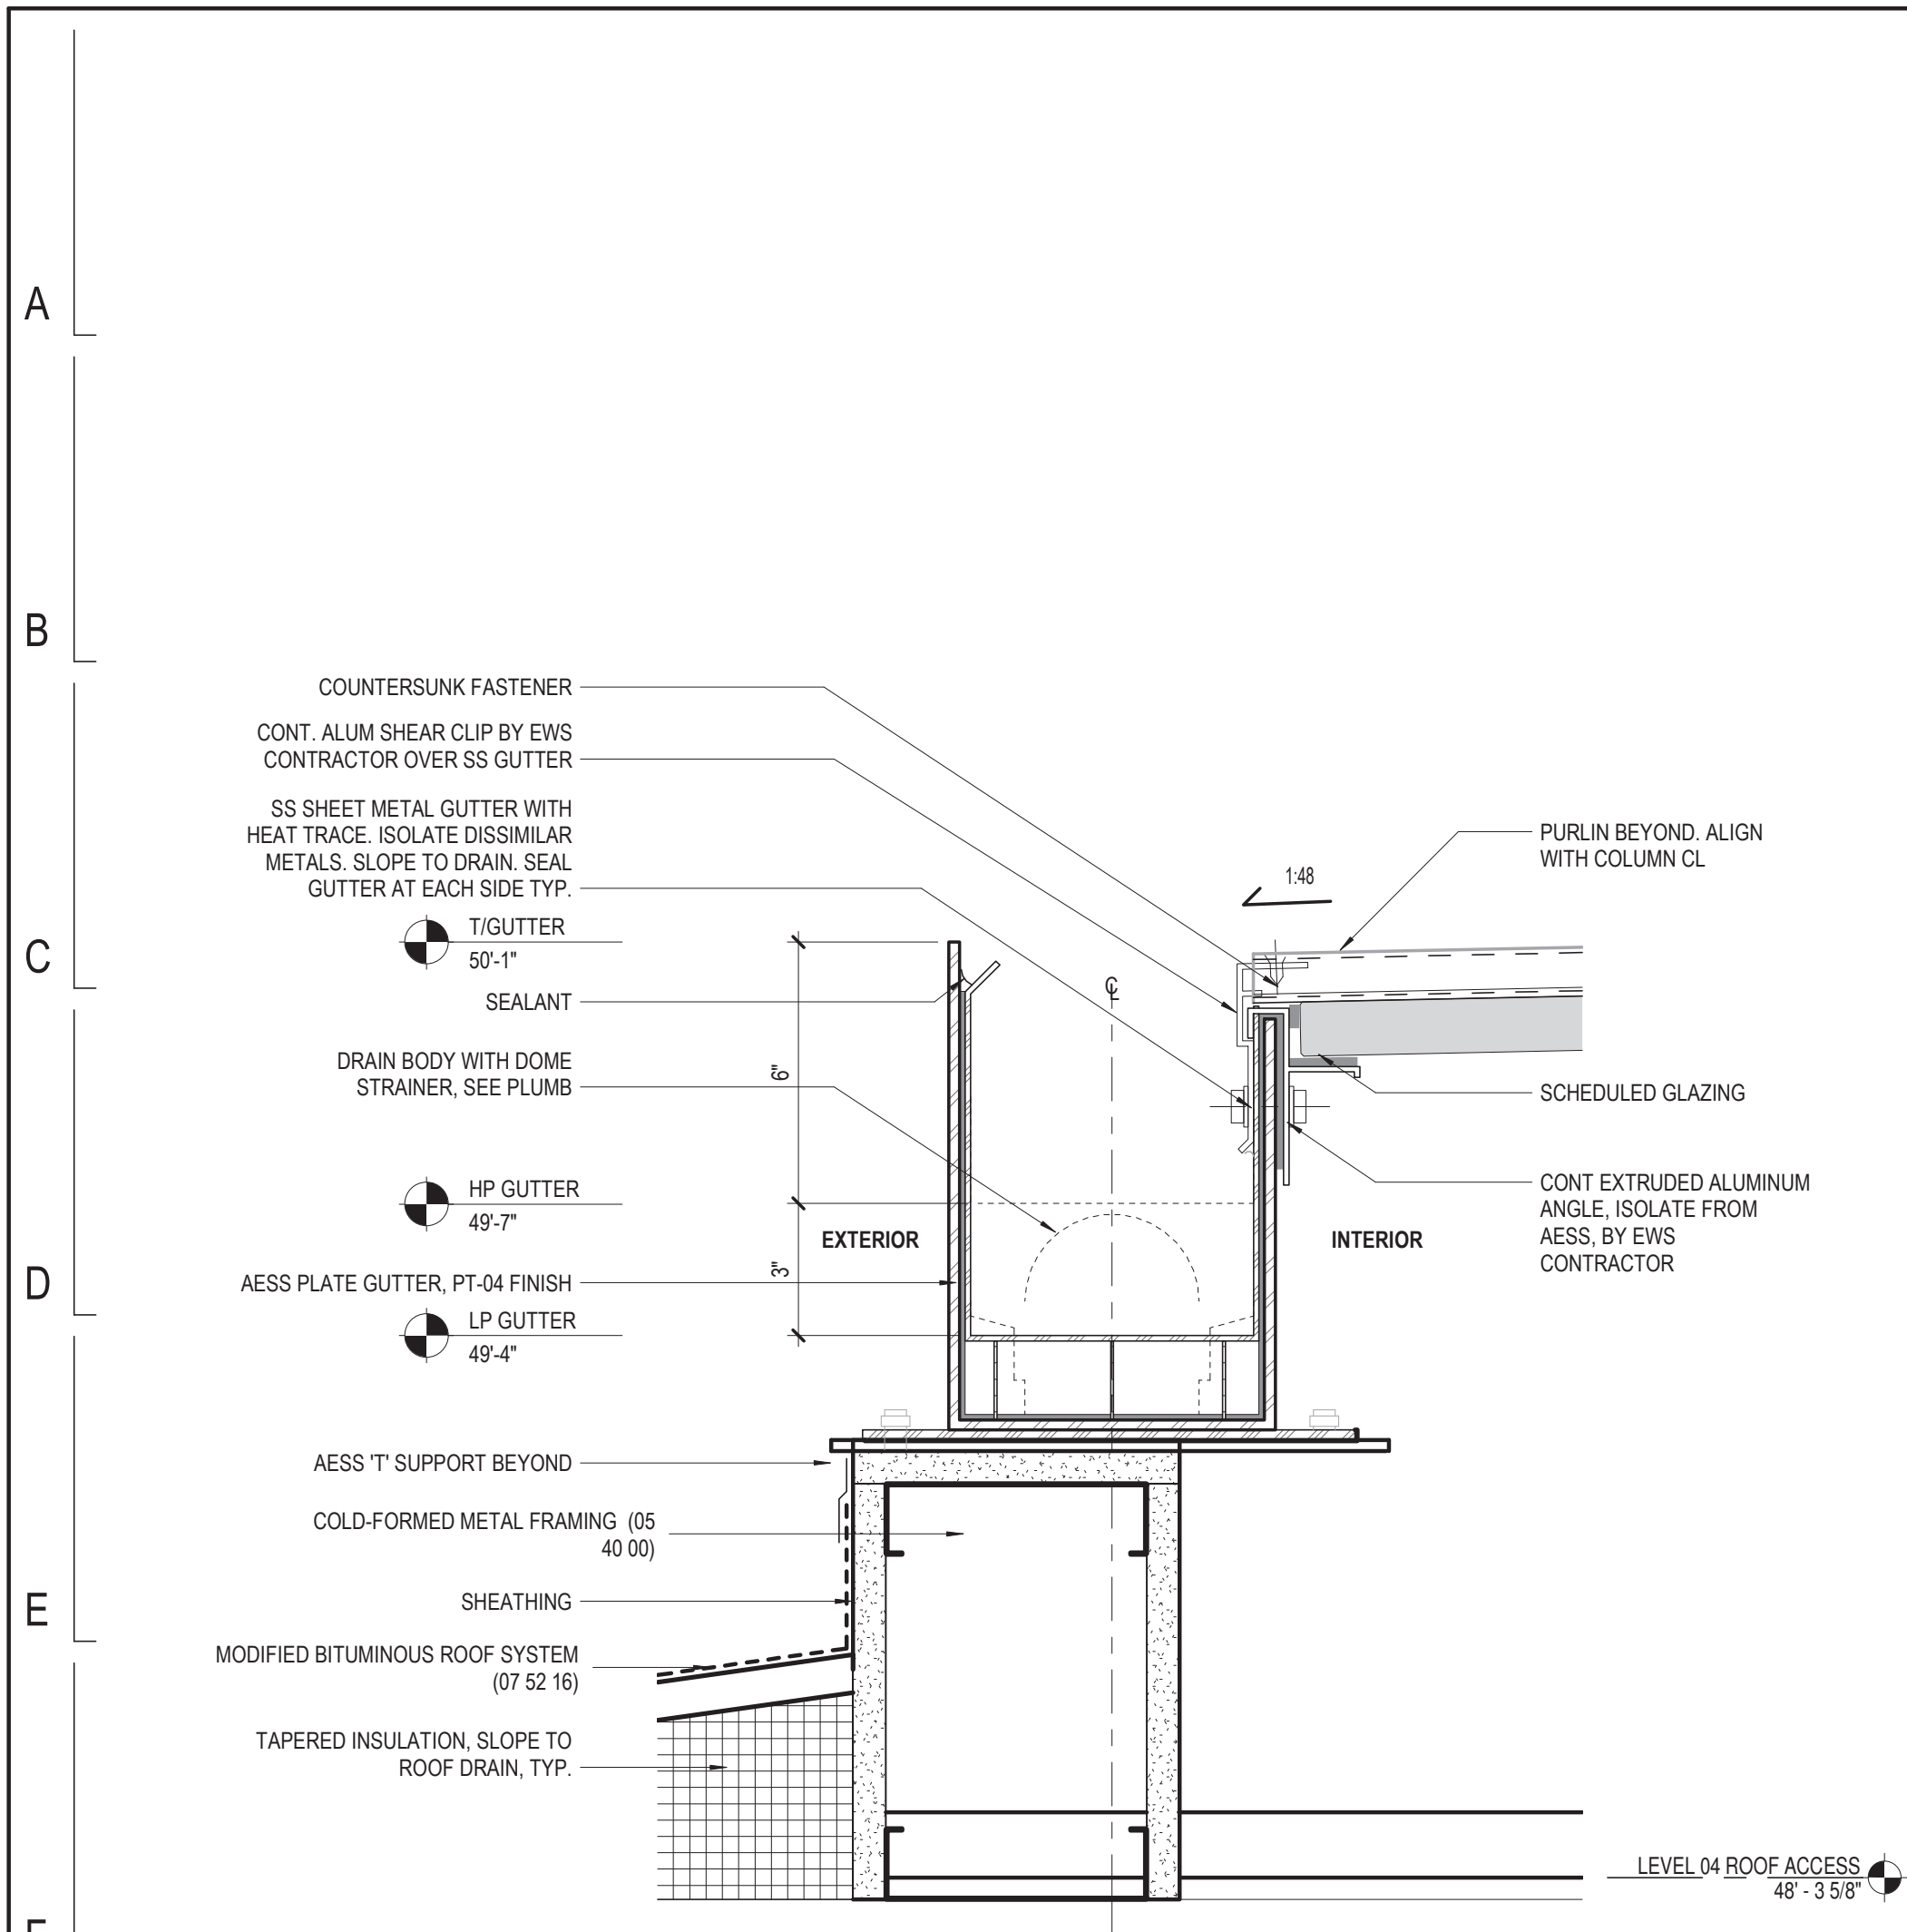 A
B
C
D
E
F
COUNTERSUNK FASTENER
CONT. ALUM SHEAR CLIP BY EWS
CONTRACTOR OVER SS GUTTER
SS SHEET METAL GUTTER WITH
HEAT TRACE. ISOLATE DISSIMILAR
METALS. SLOPE TO DRAIN. SEAL
GUTTER AT EACH SIDE TYP.
T/GUTTER
50'-1"
SEALANT
DRAIN BODY WITH DOME
STRAINER, SEE PLUMB
HP GUTTER
49'-7"
AESS PLATE GUTTER, PT-04 FINISH
LP GUTTER
49'-4"
AESS 'T' SUPPORT BEYOND
COLD-FORMED METAL FRAMING (05
40 00)
SHEATHING
MODIFIED BITUMINOUS ROOF SYSTEM
(07 52 16)
TAPERED INSULATION, SLOPE TO
ROOF DRAIN, TYP.
6"
3"
EXTERIOR
℄
INTERIOR
1:48
PURLIN BEYOND. ALIGN
WITH COLUMN CL
SCHEDULED GLAZING
CONT EXTRUDED ALUMINUM
ANGLE, ISOLATE FROM
AESS, BY EWS
CONTRACTOR
LEVEL 04 ROOF ACCESS
48' - 3 5/8"